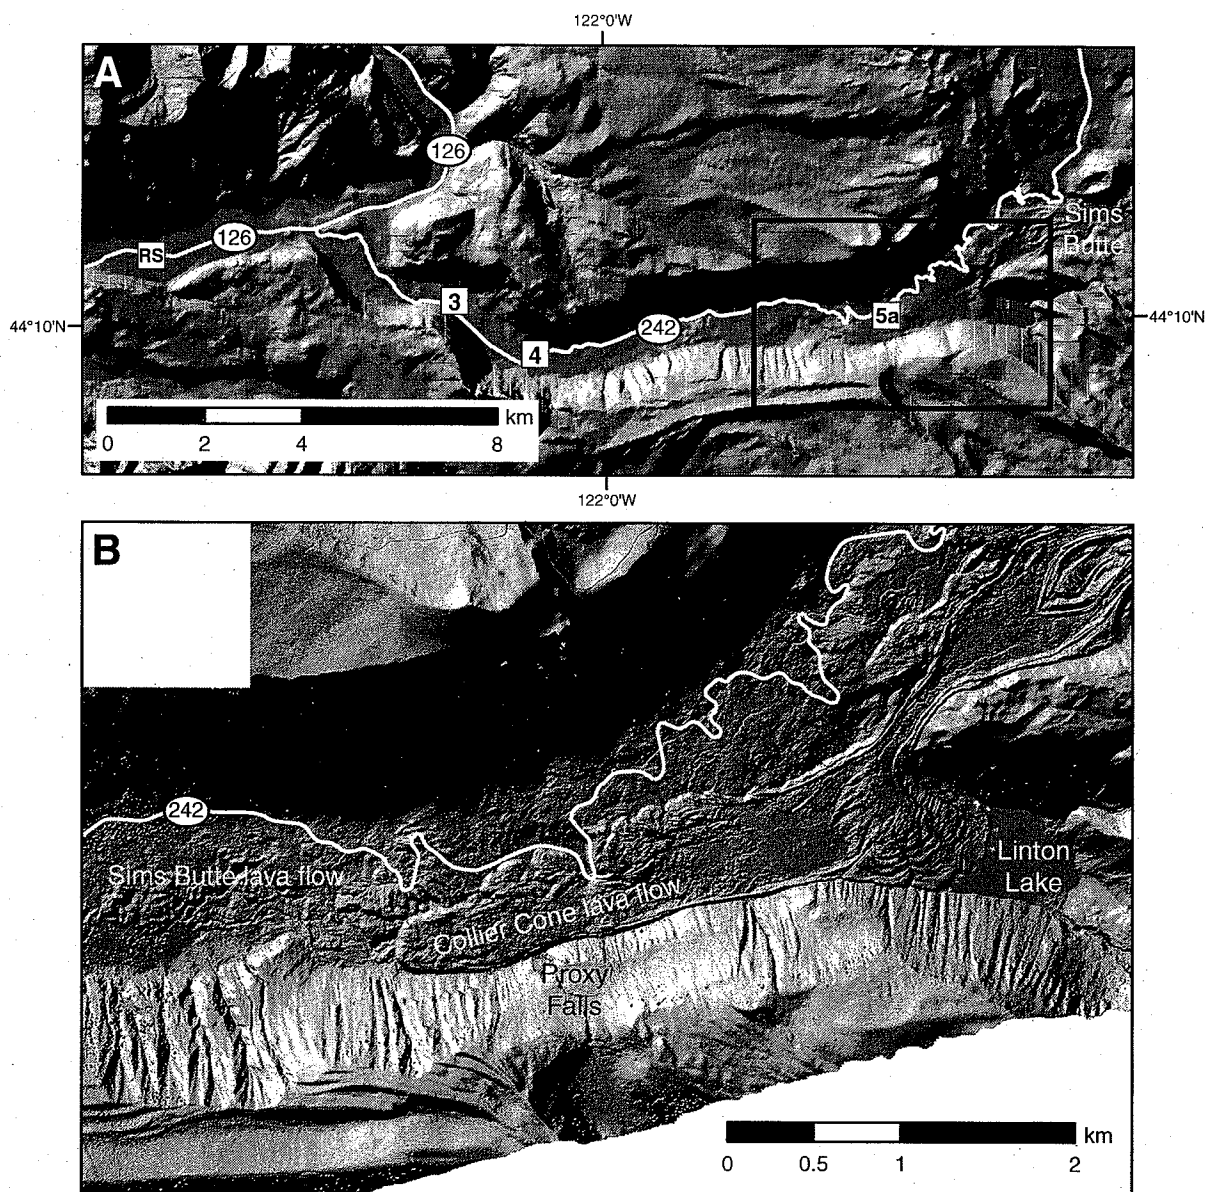 122°0'W
A
126
126
RS
Sims
Butte
3
5a
44°10'N
44°10'N
242
4
km
0 2 4 8
122°0'W
B
242
Sims Butte lava flow
Linton
Lake
Collier Cone lava flow
Proxy
Falls
km
0 0.5 1 2